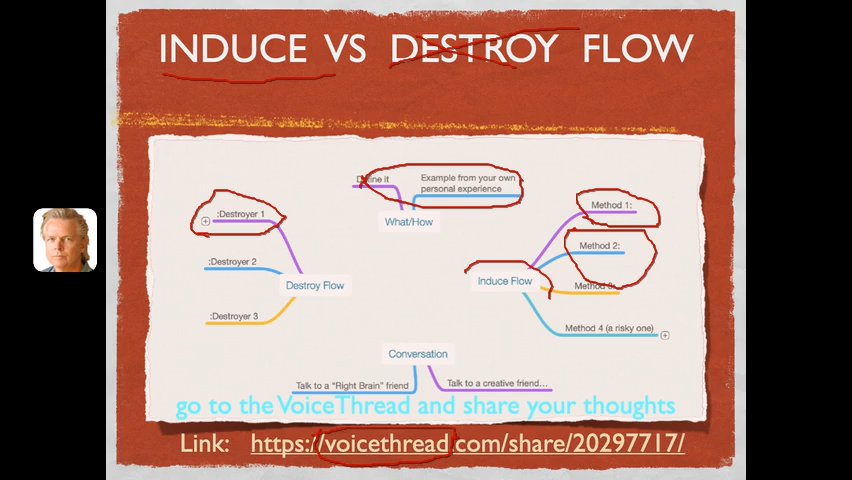 INDUCE VS DESTROY FLOW
Define it
Example from your own
personal experience
What/How
:Destroyer 1
:Destroyer 2
:Destroyer 3
Destroy Flow
Method 1:
Method 2:
Method 3:
Method 4 (a risky one)
Induce Flow
Conversation
Talk to a “Right Brain” friend
Talk to a creative friend...
go to the VoiceThread and share your thoughts
Link: https://voicethread.com/share/20297717/